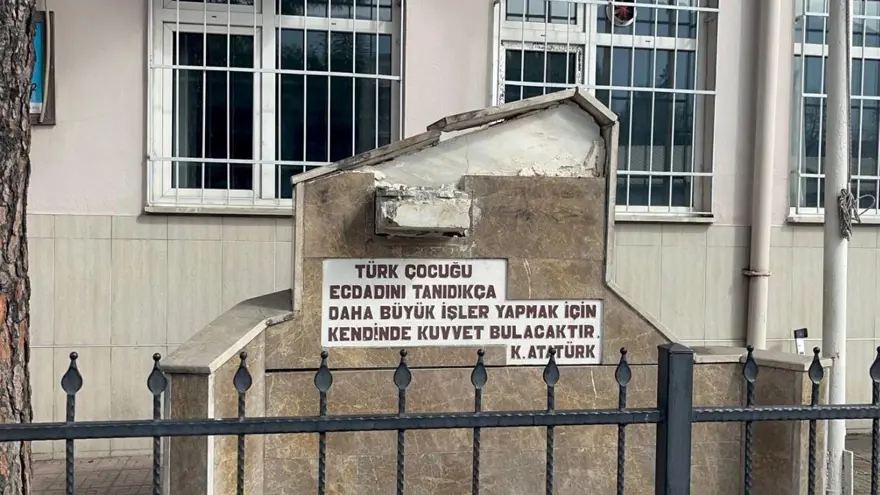 TÜRK ÇOCUĞU
ECDADINI TANIDIKÇA
DAHA BÜYÜK İŞLER YAPMAK İÇİN
KENDİNDE KUVVET BULACAKTIR.
K. ATATÜRK